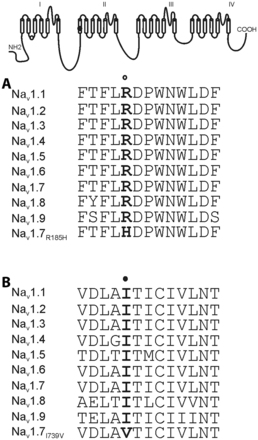 I II III IV
NH2 COOH
A
Nav1.1 FTFLRDPWNWLDF
Nav1.2 FTFLRDPWNWLDF
Nav1.3 FTFLRDPWNWLDF
Nav1.4 FTFLRDPWNWLDF
Nav1.5 FTFLRDPWNWLDF
Nav1.6 FTFLRDPWNWLDF
Nav1.7 FTFLRDPWNWLDF
Nav1.8 FYFLRDPWNWLDF
Nav1.9 FSFLRDPWNWLDS
Nav1.7R185H FTFLHDPWNWLDF
B
Nav1.1 VDLAITICIVLNT
Nav1.2 VDLAITICIVLNT
Nav1.3 VDLAITICIVLNT
Nav1.4 VDLGITICIVLNT
Nav1.5 TDLTITMCIVLNT
Nav1.6 VDLAITICIVLNT
Nav1.7 VDLAITICIVLNT
Nav1.8 AELTITLCIVVNT
Nav1.9 TELAITICIIINT
Nav1.7I739V VDLAVTICIVLNT